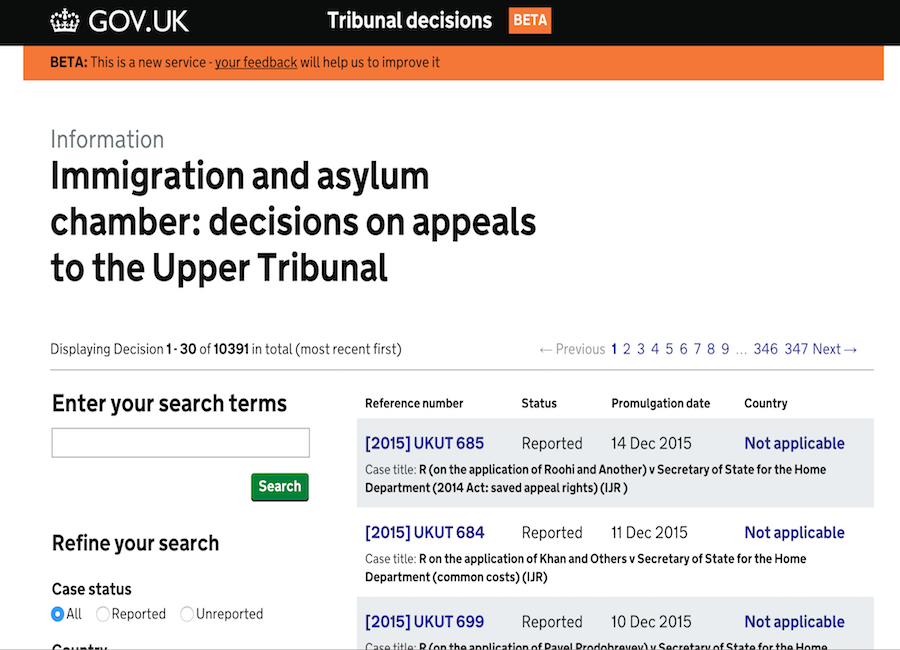 GOV.UK Tribunal decisions BETA
BETA: This is a new service - your feedback will help us to improve it
Information
Immigration and asylum
chamber: decisions on appeals
to the Upper Tribunal
Displaying Decision 1 - 30 of 10391 in total (most recent first)
← Previous 1 2 3 4 5 6 7 8 9 … 346 347 Next →
Enter your search terms
Search
Refine your search
Case status
All Reported Unreported
Country
Reference number Status Promulgation date Country
[2015] UKUT 685 Reported 14 Dec 2015 Not applicable
Case title: R (on the application of Roohi and Another) v Secretary of State for the Home
Department (2014 Act: saved appeal rights) (IJR )
[2015] UKUT 684 Reported 11 Dec 2015 Not applicable
Case title: R on the application of Khan and Others v Secretary of State for the Home
Department (common costs) (IJR)
[2015] UKUT 699 Reported 10 Dec 2015 Not applicable
Case title: R (on the application of Pavel Prodobreyev) v Secretary of State for the Home